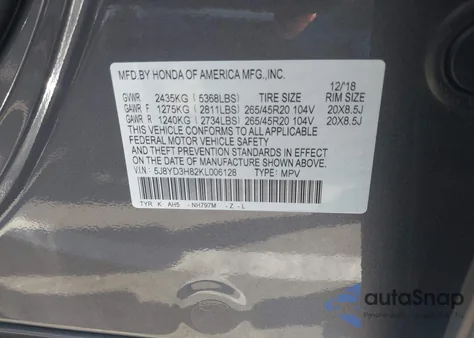 MFD.BY HONDA OF AMERICA MFG.,INC.
12/18
GVWR 2435KG (5368LBS) TIRE SIZE RIM SIZE
GAWR F 1275KG (2811LBS) 265/45R20 104V 20X8.5J
GAWR R 1240KG (2734LBS) 265/45R20 104V 20X8.5J
THIS VEHICLE CONFORMS TO ALL APPLICABLE
FEDERAL MOTOR VEHICLE SAFETY AND
THEFT PREVENTION STANDARDS IN EFFECT ON
THE DATE OF MANUFACTURE SHOWN ABOVE.
V.I.N: 5J8YD3H82KL006128 TYPE: MPV
TYR K AH5 - NH797M - Z - L
autoSnap